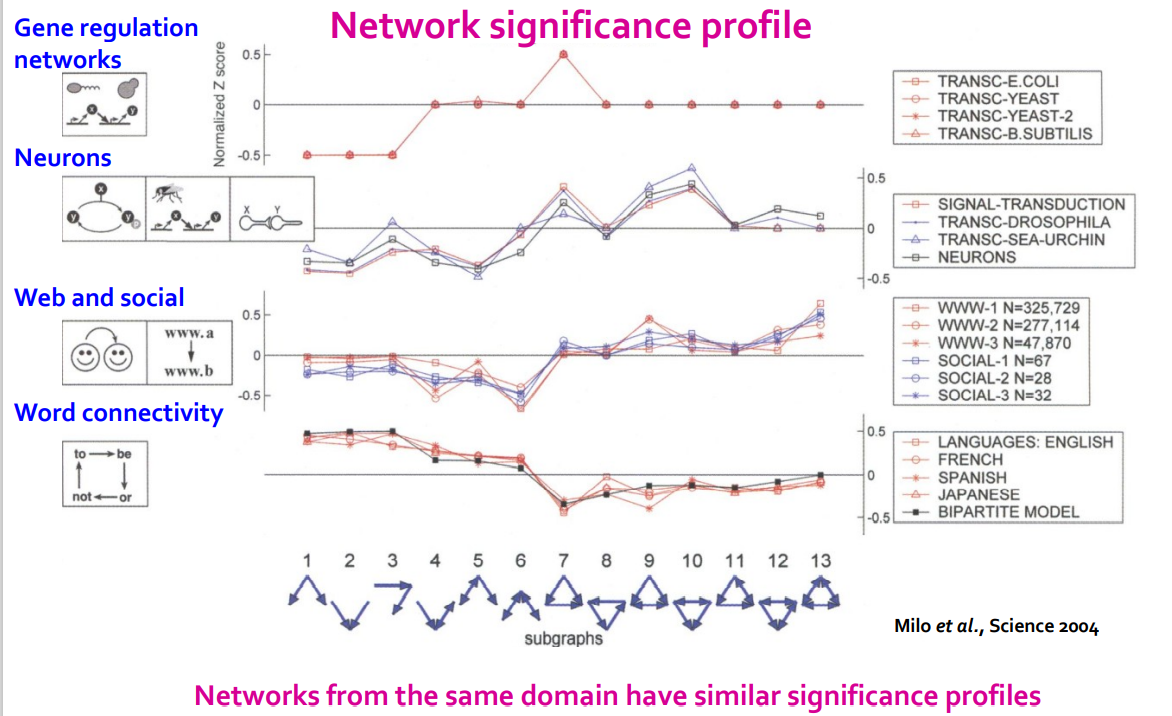 Network significance profile
Gene regulation
networks
x
y
Normalized Z score
0.5
0
-0.5
TRANSC-E.COLI
TRANSC-YEAST
TRANSC-YEAST-2
TRANSC-B.SUBTILIS
Neurons
X
Y
Y
P
X
Y
X Y
0.5
0
-0.5
SIGNAL-TRANSDUCTION
TRANSC-DROSOPHILA
TRANSC-SEA-URCHIN
NEURONS
Web and social
www.a
www.b
0.5
0
-0.5
WWW-1 N=325,729
WWW-2 N=277,114
WWW-3 N=47,870
SOCIAL-1 N=67
SOCIAL-2 N=28
SOCIAL-3 N=32
Word connectivity
to be
not or
0.5
0
-0.5
LANGUAGES: ENGLISH
FRENCH
SPANISH
JAPANESE
BIPARTITE MODEL
1 2 3 4 5 6 7 8 9 10 11 12 13
subgraphs
Milo et al., Science 2004
Networks from the same domain have similar significance profiles